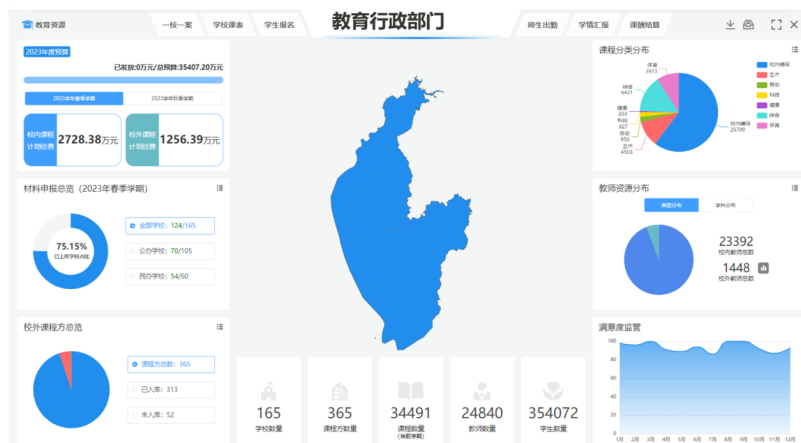 教育资源
一校一案
学校课表
学生报名
教育行政部门
师生出勤
学情汇报
课酬结算
2023年度预算
已发放:0万元/总预算:35407.20万元
2023学年春季学期
2023学年秋季学期
校内课程
计划经费
2728.38万元
校外课程
计划经费
1256.39万元
材料申报总览（2023年春季学期）
75.15%
已上传学校占比
全部学校：124/165
公办学校：70/105
民办学校：54/60
校外课程方总览
课程方总数：365
已入库：313
未入库：52
165
学校数量
365
课程方数量
34491
课程数量
(当前学期)
24840
教师数量
354072
学生数量
课程分类分布
体育
3973
综合
6421
健康
203
科技
827
劳动
955
艺术
4503
校内辅导
25709
校内辅导
艺术
劳动
科技
健康
综合
体育
教师资源分布
类型分布
学科分布
23392
校内教师总数
1448
校外教师总数
满意度监管
100
80
60
40
20
0
1月 2月 3月 4月 5月 6月 7月 8月 9月 10月 11月 12月